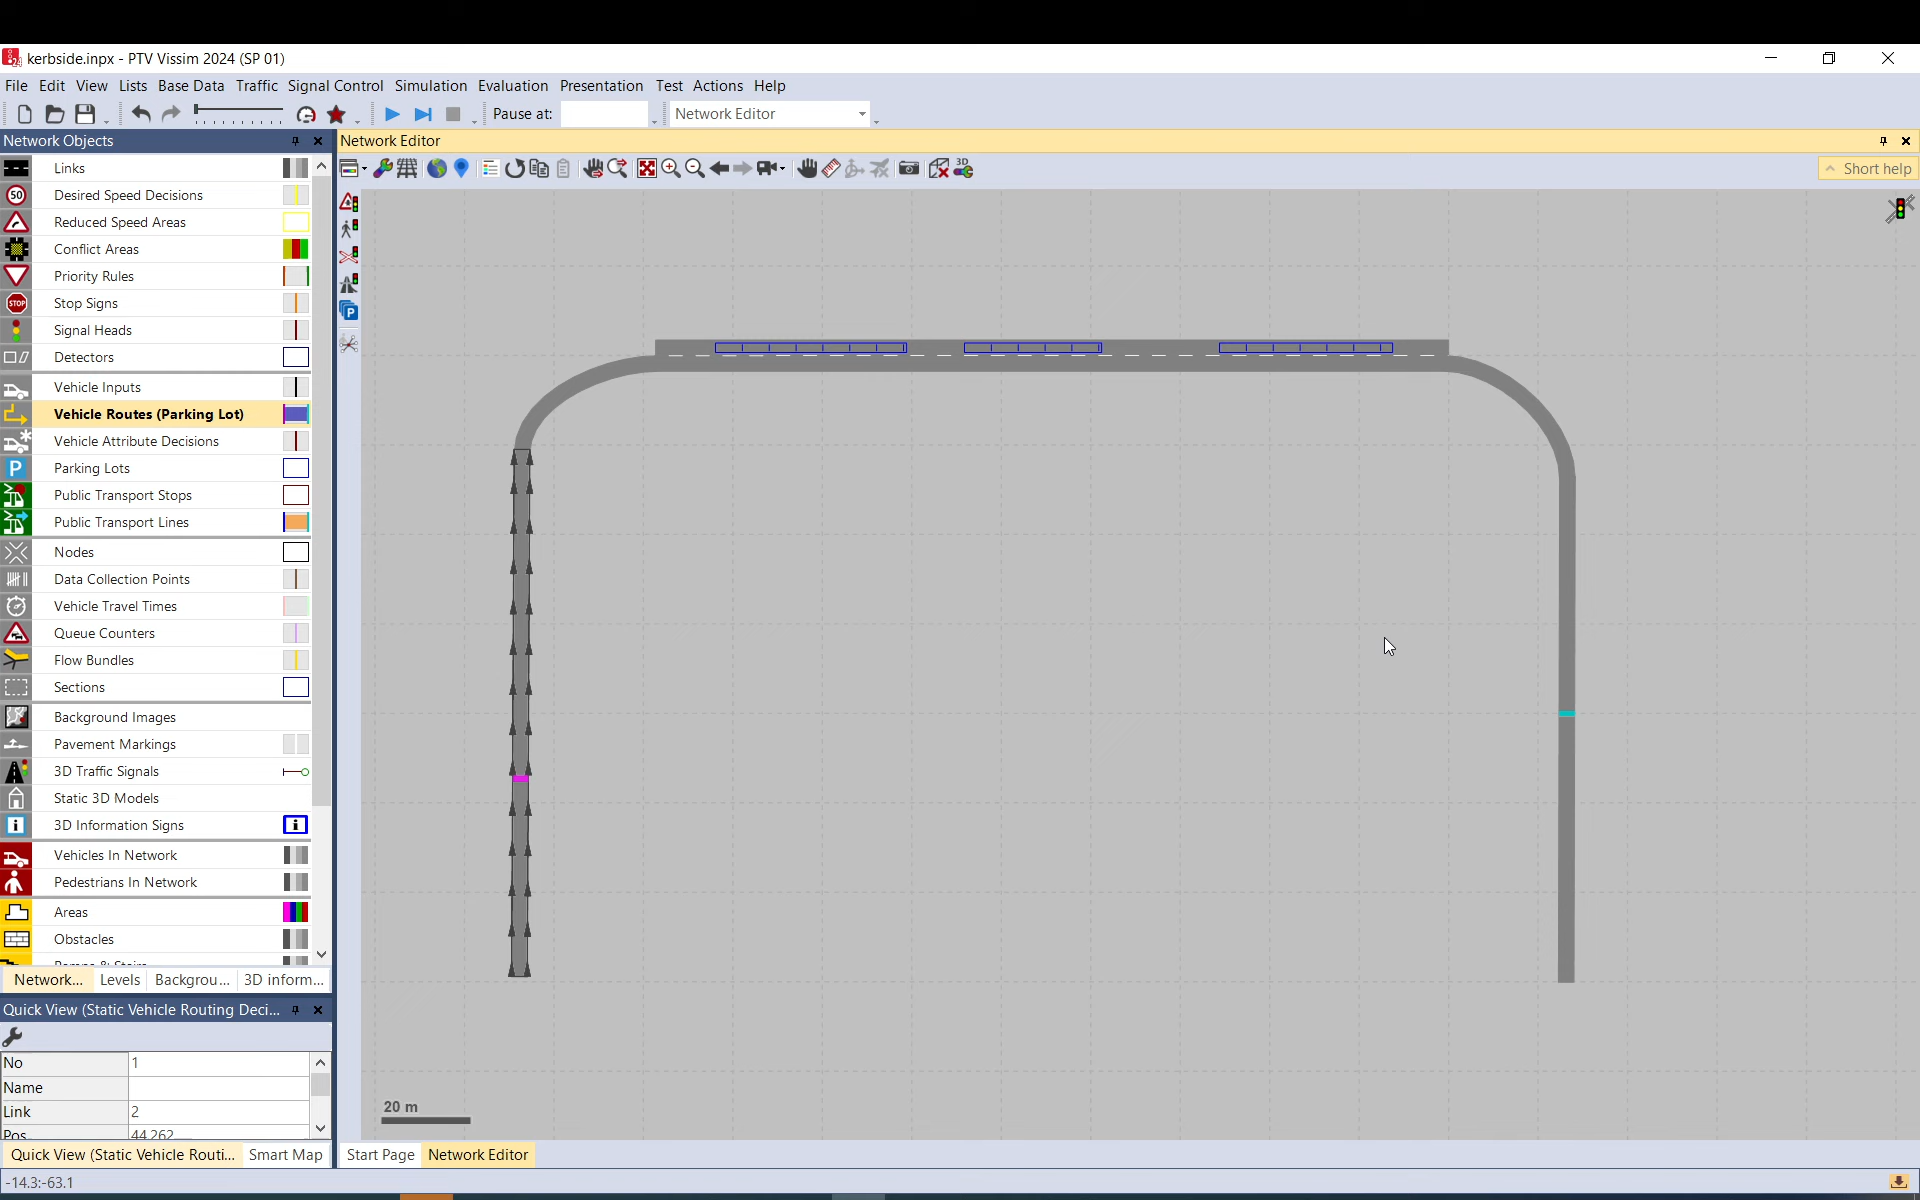 kerbside.inpx - PTV Vissim 2024 (SP 01)
File Edit View Lists Base Data Traffic Signal Control Simulation Evaluation Presentation Test Actions Help
Pause at: Network Editor
Network Objects
Network Editor
Short help
Links
50 Desired Speed Decisions
Reduced Speed Areas
Conflict Areas
Priority Rules
STOP Stop Signs
Signal Heads
Detectors
Vehicle Inputs
Vehicle Routes (Parking Lot)
Vehicle Attribute Decisions
P Parking Lots
Public Transport Stops
Public Transport Lines
Nodes
Data Collection Points
Vehicle Travel Times
Queue Counters
Flow Bundles
Sections
Background Images
Pavement Markings
3D Traffic Signals
Static 3D Models
3D Information Signs
Vehicles In Network
Pedestrians In Network
Areas
Obstacles
Network... Levels Backgrou... 3D inform...
Quick View (Static Vehicle Routing Deci...
No 1
Name
Link 2
Pos 44.262
Quick View (Static Vehicle Routi... Smart Map
20 m
Start Page Network Editor
-14.3:-63.1